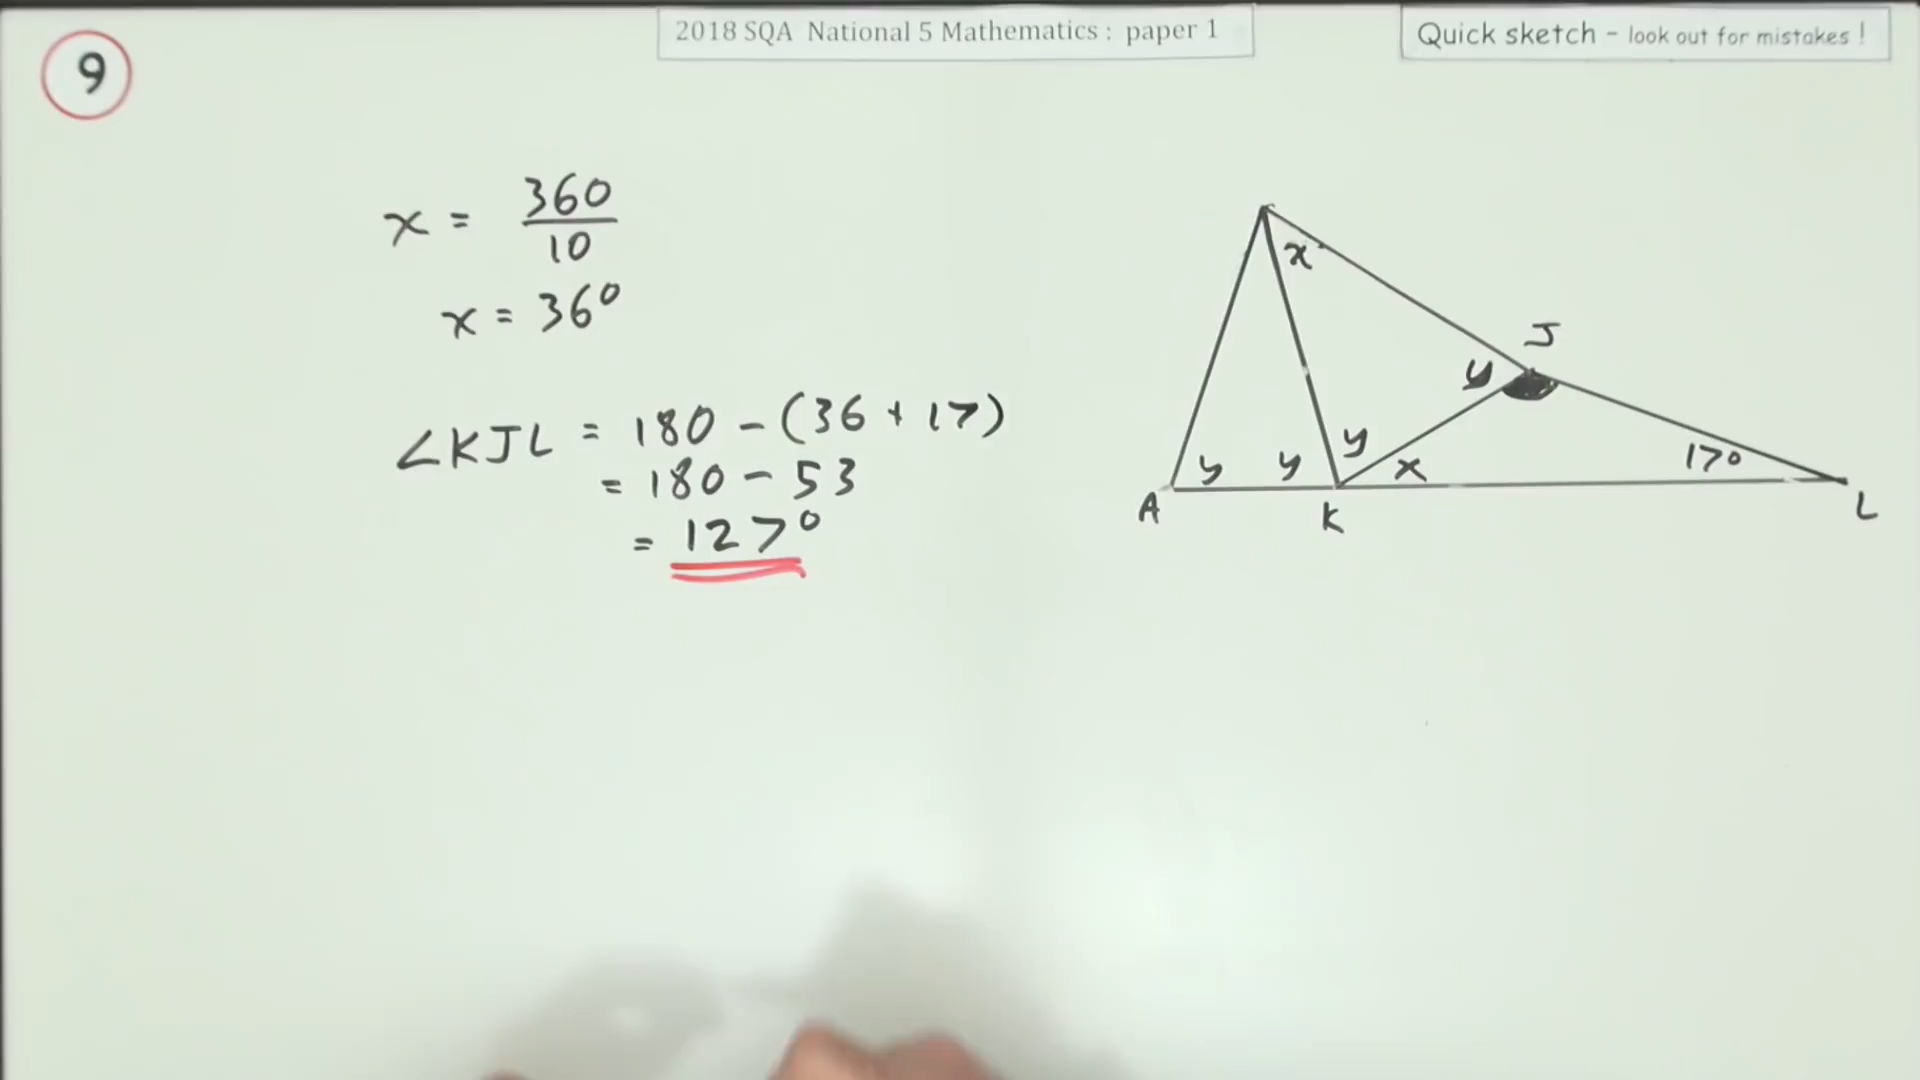 2018 SQA National 5 Mathematics : paper 1
Quick sketch - look out for mistakes !
9
x = 360/10
x = 36°
∠KJL = 180 - (36 + 17)
= 180 - 53
= 127°
x
J
y
y
y
y
x
17°
A
K
L